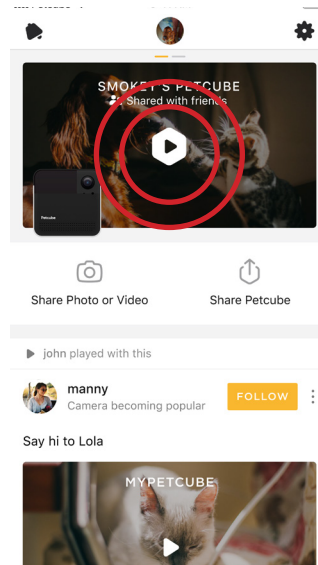 SMOKEY'S PETCUBE
Shared with friends
Petcube
Share Photo or Video
Share Petcube
john played with this
manny
FOLLOW
Camera becoming popular
Say hi to Lola
MYPETCUBE